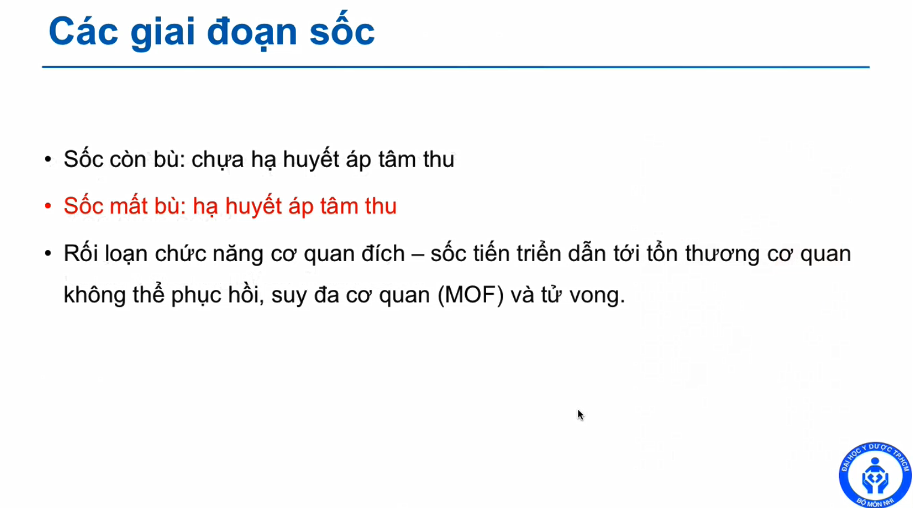 Các giai đoạn sốc
• Sốc còn bù: chựa hạ huyết áp tâm thu
• Sốc mất bù: hạ huyết áp tâm thu
• Rối loạn chức năng cơ quan đích – sốc tiến triển dẫn tới tổn thương cơ quan
không thể phục hồi, suy đa cơ quan (MOF) và tử vong.
ĐẠI HỌC Y DƯỢC TP.HCM
BỘ MÔN NHI